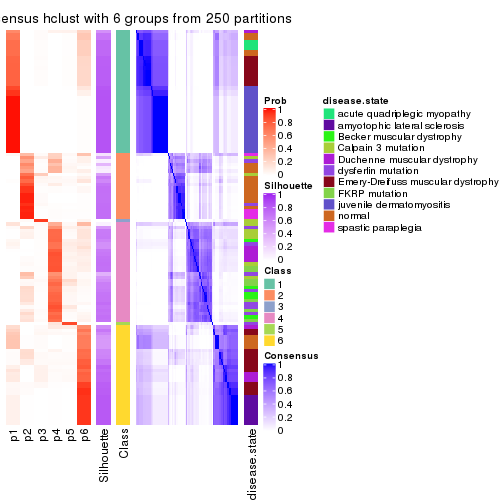 ensus hclust with 6 groups from 250 partitions
Prob
1
0.8
0.6
0.4
0.2
0
Silhouette
1
0.8
0.6
0.4
0.2
0
Class
1
2
3
4
5
6
Consensus
1
0.8
0.6
0.4
0.2
0
disease.state
acute quadriplegic myopathy
amyotophic lateral sclerosis
Becker muscular dystrophy
Calpain 3 mutation
Duchenne muscular dystrophy
dysferlin mutation
Emery-Dreifuss muscular dystrophy
FKRP mutation
juvenile dermatomyositis
normal
spastic paraplegia
p1
p2
p3
p4
p5
p6
Silhouette
Class
disease.state